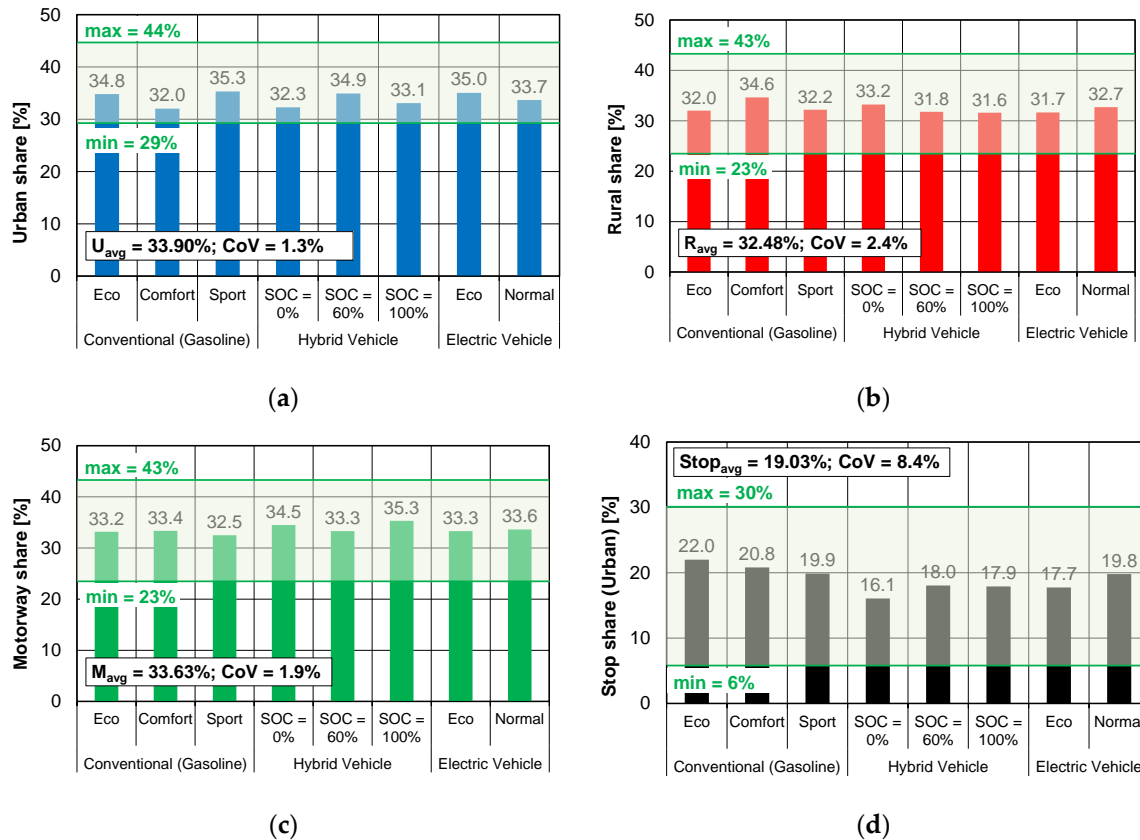 Urban share [%]
50
40
30
20
10
0
max = 44%
34.8 32.0 35.3 32.3 34.9 33.1 35.0 33.7
min = 29%
Uavg = 33.90%; CoV = 1.3%
Eco Comfort Sport SOC = 0% SOC = 60% SOC = 100% Eco Normal
Conventional (Gasoline) Hybrid Vehicle Electric Vehicle
(a)
Rural share [%]
50
40
30
20
10
0
max = 43%
32.0 34.6 32.2 33.2 31.8 31.6 31.7 32.7
min = 23%
Ravg = 32.48%; CoV = 2.4%
Eco Comfort Sport SOC = 0% SOC = 60% SOC = 100% Eco Normal
Conventional (Gasoline) Hybrid Vehicle Electric Vehicle
(b)
Motorway share [%]
50
40
30
20
10
0
max = 43%
33.2 33.4 32.5 34.5 33.3 35.3 33.3 33.6
min = 23%
Mavg = 33.63%; CoV = 1.9%
Eco Comfort Sport SOC = 0% SOC = 60% SOC = 100% Eco Normal
Conventional (Gasoline) Hybrid Vehicle Electric Vehicle
(c)
Stop share (Urban) [%]
40
30
20
10
0
Stopavg = 19.03%; CoV = 8.4%
max = 30%
22.0 20.8 19.9 16.1 18.0 17.9 17.7 19.8
min = 6%
Eco Comfort Sport SOC = 0% SOC = 60% SOC = 100% Eco Normal
Conventional (Gasoline) Hybrid Vehicle Electric Vehicle
(d)